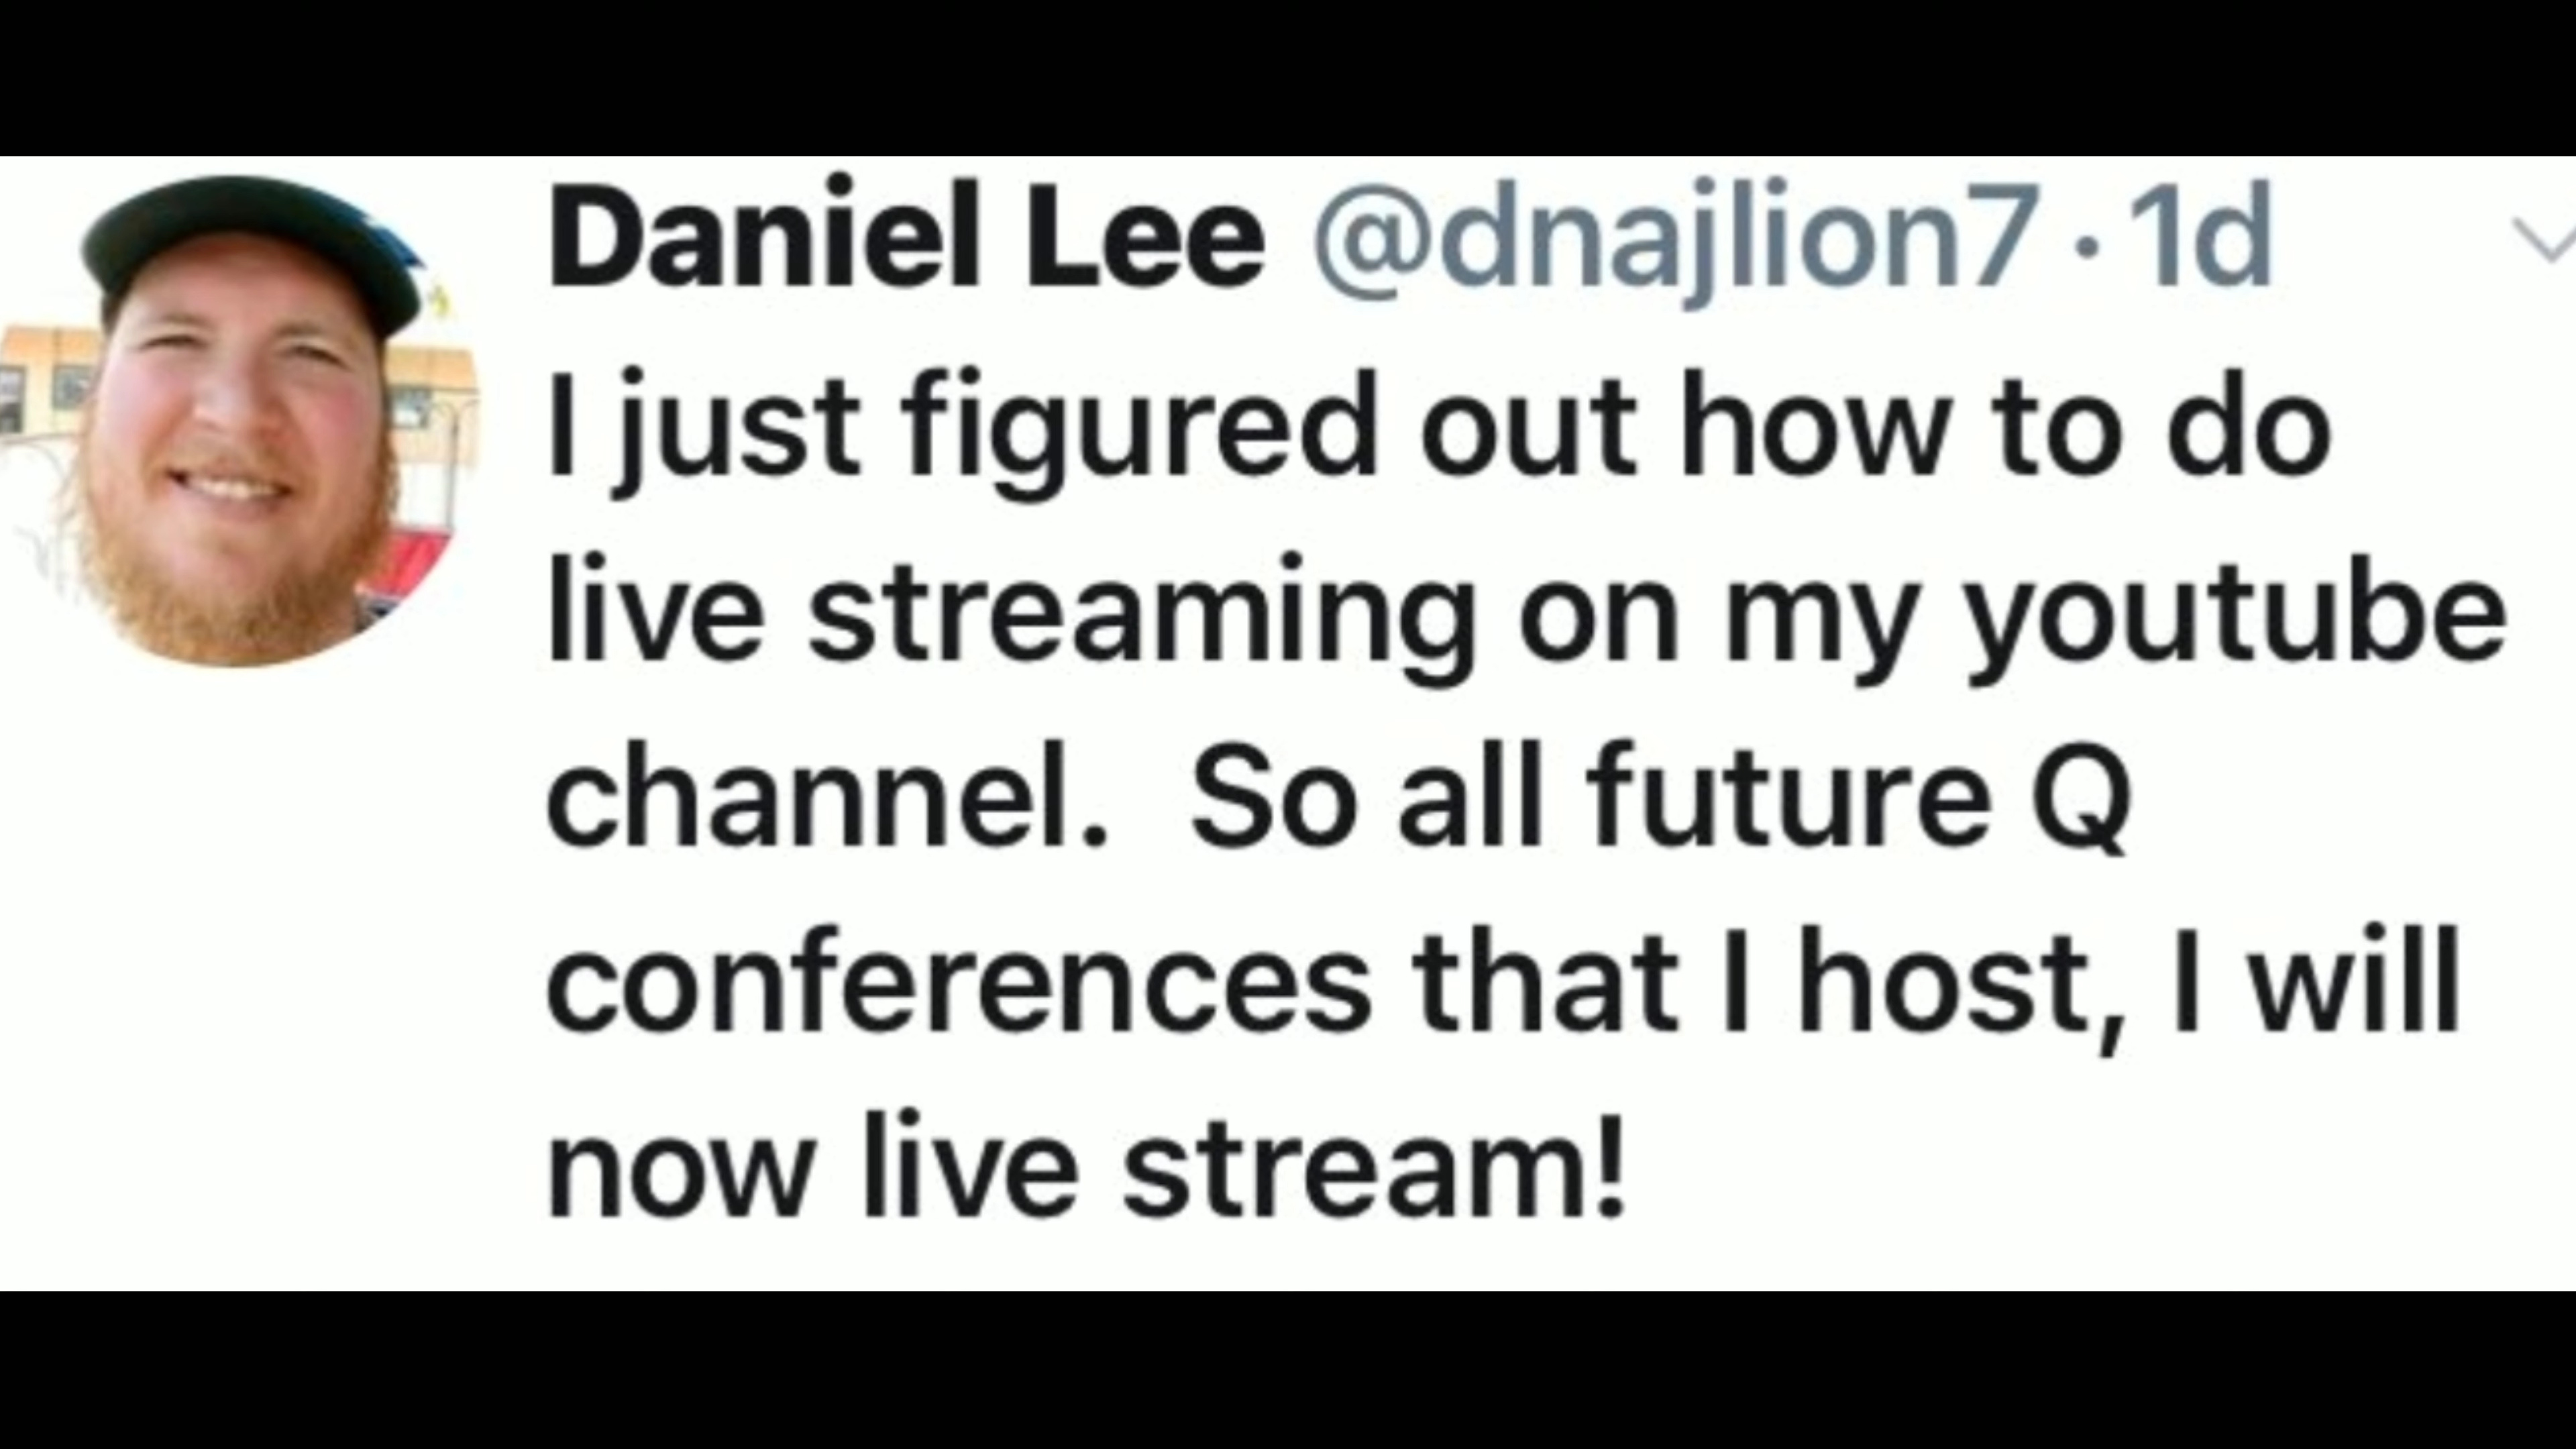 Daniel Lee @dnajlion7 · 1d
I just figured out how to do
live streaming on my youtube
channel.  So all future Q
conferences that I host, I will
now live stream!